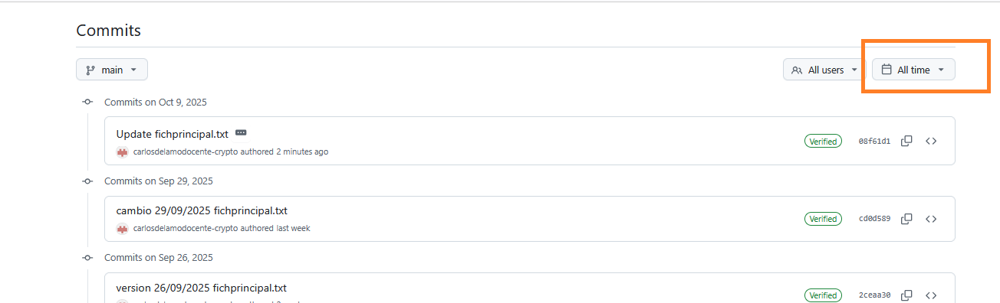 Commits
main
All users
All time
Commits on Oct 9, 2025
Update fichprincipal.txt
carlosdelamodocente-crypto authored 2 minutes ago
Verified
08f61d1
Commits on Sep 29, 2025
cambio 29/09/2025 fichprincipal.txt
carlosdelamodocente-crypto authored last week
Verified
cd0d589
Commits on Sep 26, 2025
version 26/09/2025 fichprincipal.txt
Verified
2ceaa30